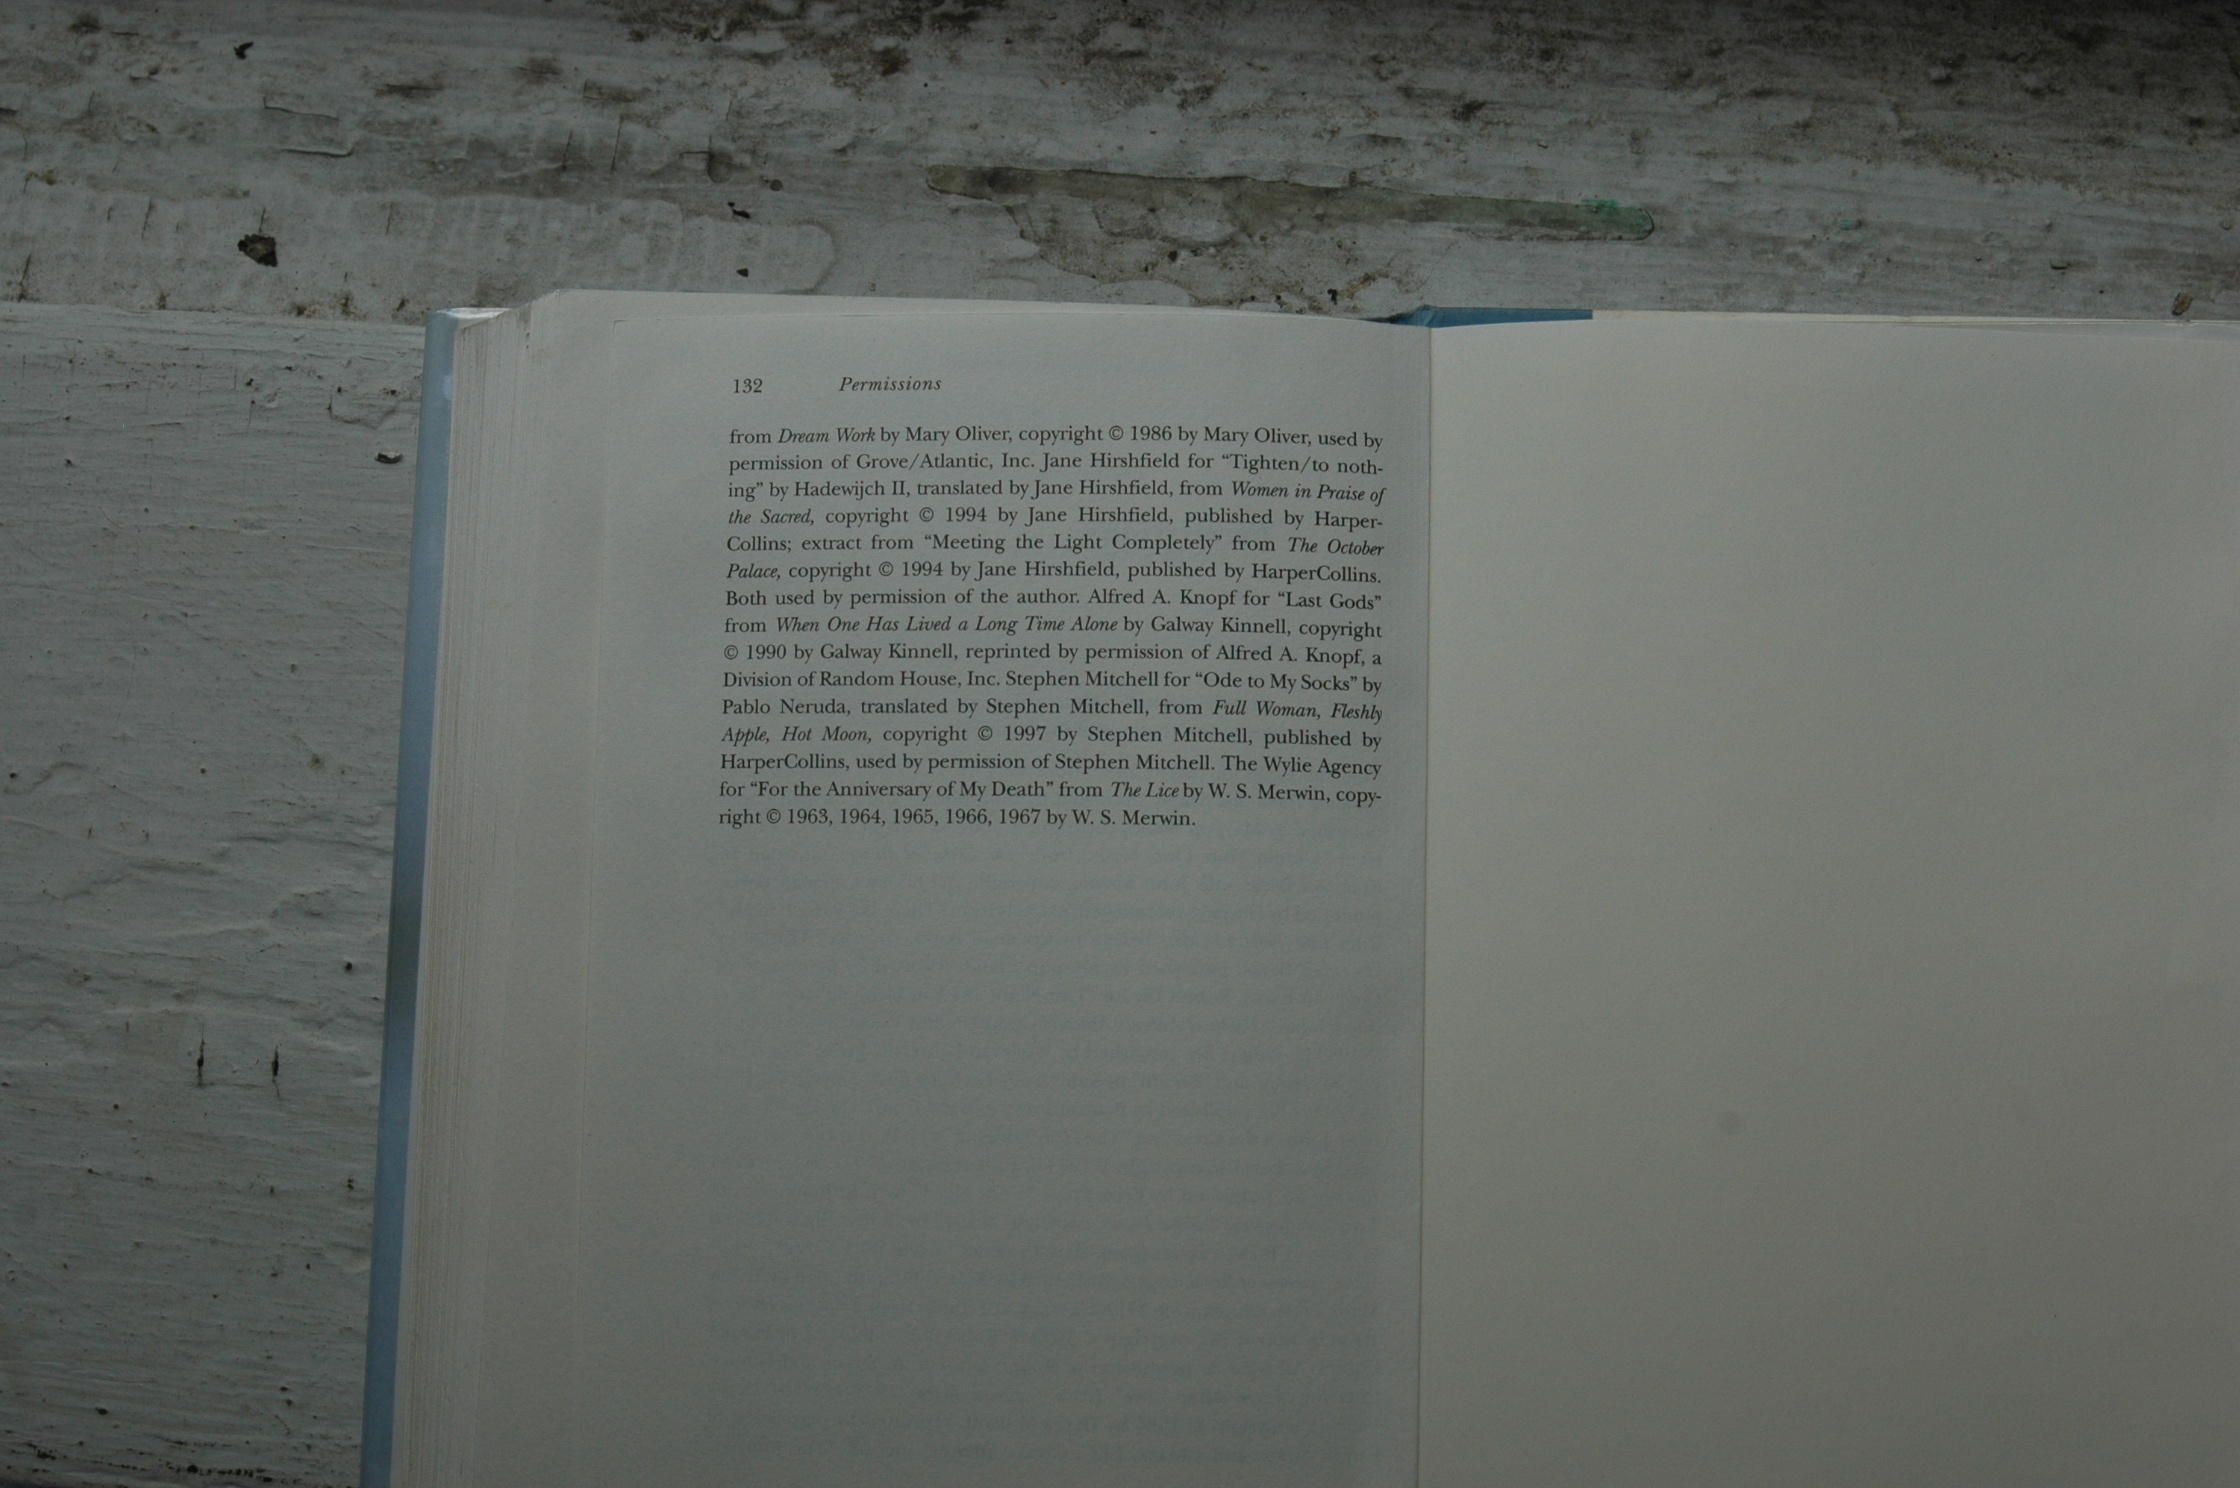 132 Permissions
from Dream Work by Mary Oliver, copyright © 1986 by Mary Oliver, used by
permission of Grove/Atlantic, Inc. Jane Hirshfield for “Tighten/to noth-
ing” by Hadewijch II, translated by Jane Hirshfield, from Women in Praise of
the Sacred, copyright © 1994 by Jane Hirshfield, published by Harper-
Collins; extract from “Meeting the Light Completely” from The October
Palace, copyright © 1994 by Jane Hirshfield, published by HarperCollins.
Both used by permission of the author. Alfred A. Knopf for “Last Gods”
from When One Has Lived a Long Time Alone by Galway Kinnell, copyright
© 1990 by Galway Kinnell, reprinted by permission of Alfred A. Knopf, a
Division of Random House, Inc. Stephen Mitchell for “Ode to My Socks” by
Pablo Neruda, translated by Stephen Mitchell, from Full Woman, Fleshly
Apple, Hot Moon, copyright © 1997 by Stephen Mitchell, published by
HarperCollins, used by permission of Stephen Mitchell. The Wylie Agency
for “For the Anniversary of My Death” from The Lice by W. S. Merwin, copy-
right © 1963, 1964, 1965, 1966, 1967 by W. S. Merwin.